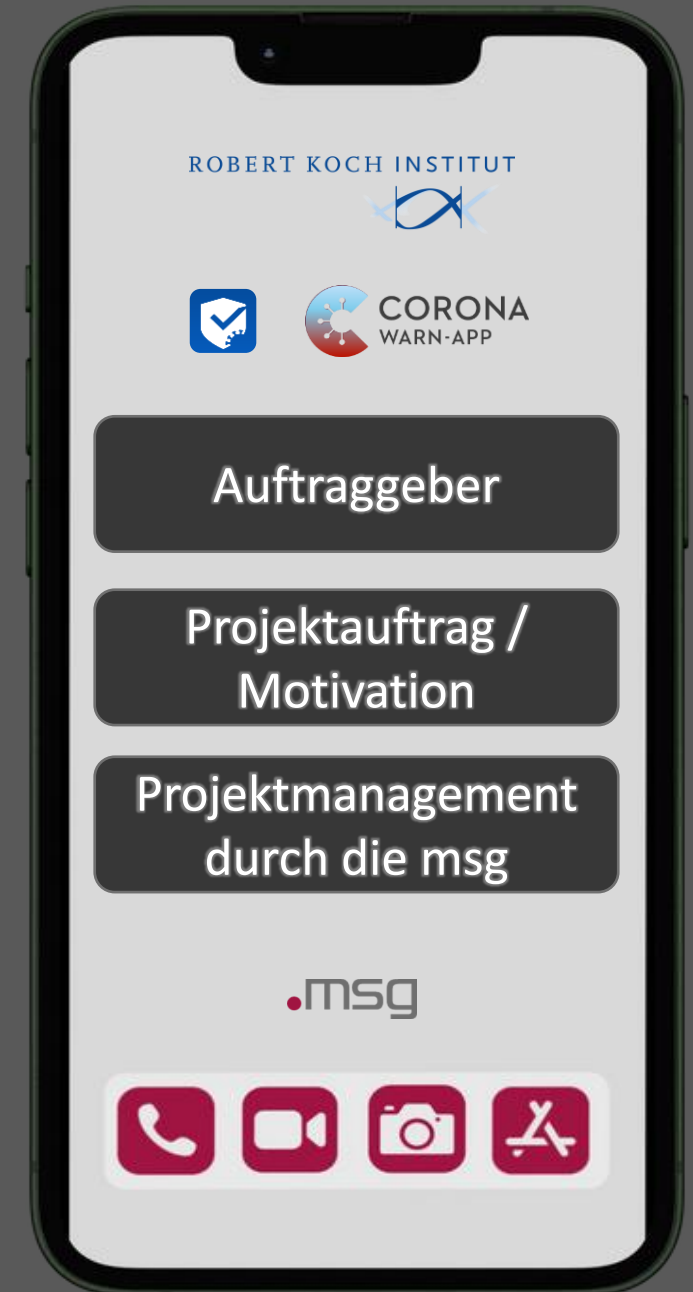 ROBERT KOCH INSTITUT
CORONA
WARN-APP
Auftraggeber
Projektauftrag /
Motivation
Projektmanagement
durch die msg
.msg